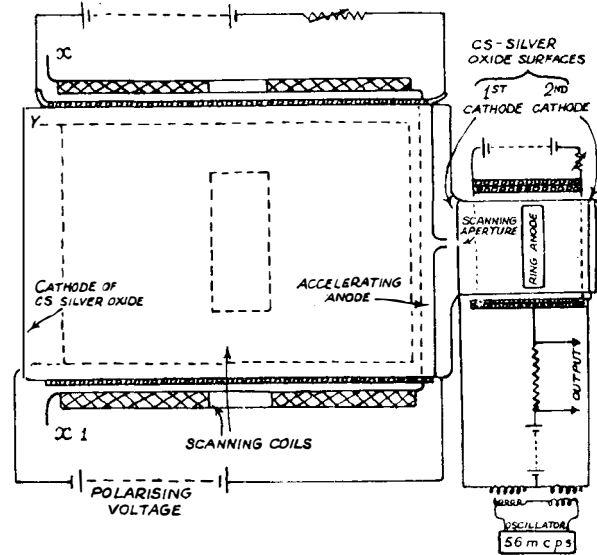 x
CS-SILVER
OXIDE SURFACES
1ST 2ND
CATHODE CATHODE
Y
SCANNING
APERTURE
RING ANODE
CATHODE OF
CS SILVER OXIDE
ACCELERATING
ANODE
OUTPUT
x 1
SCANNING COILS
POLARISING
VOLTAGE
OSCILLATOR
56 m c p s